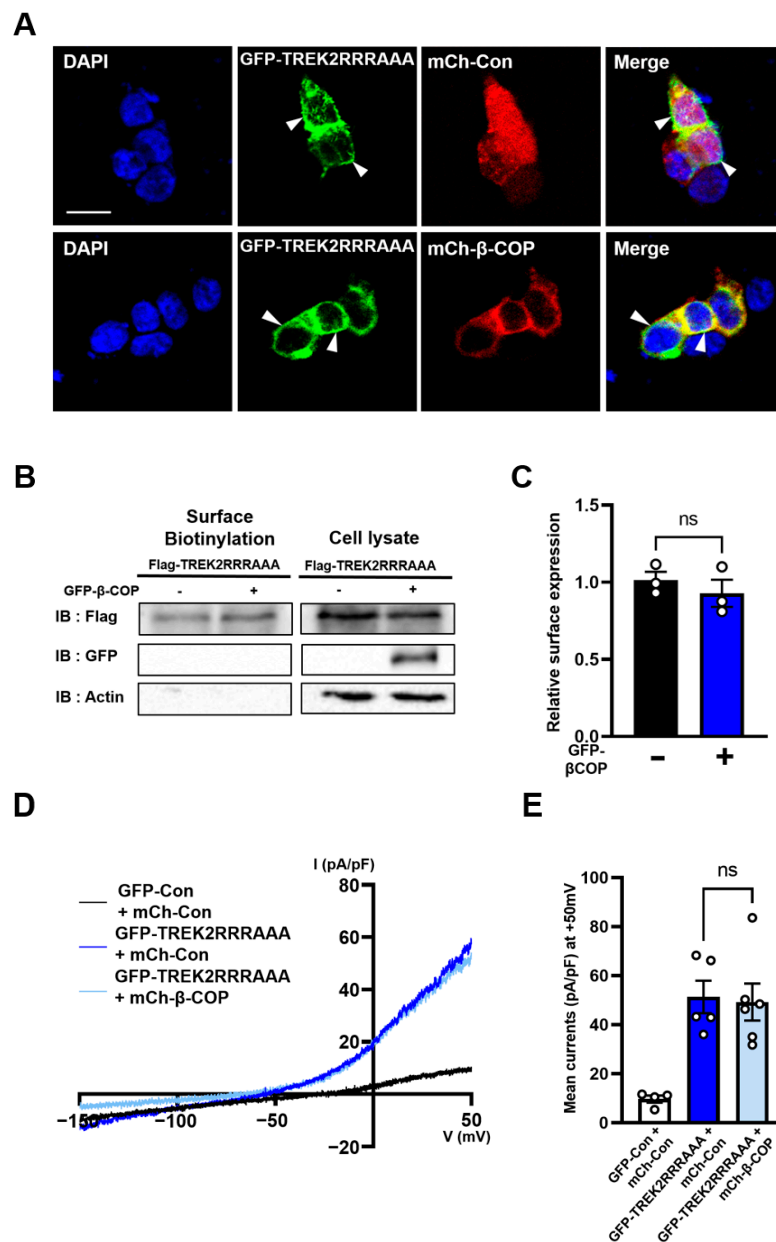 A
DAPI
GFP-TREK2RRRAAA
mCh-Con
Merge
DAPI
GFP-TREK2RRRAAA
mCh-β-COP
Merge
B
Surface
Biotinylation
Cell lysate
Flag-TREK2RRRAAA
Flag-TREK2RRRAAA
GFP-β-COP
-
+
-
+
IB : Flag
IB : GFP
IB : Actin
C
Relative surface expression
1.5
1.0
0.5
0.0
ns
GFP-
βCOP
−
+
D
GFP-Con
+ mCh-Con
GFP-TREK2RRRAAA
+ mCh-Con
GFP-TREK2RRRAAA
+ mCh-β-COP
I (pA/pF)
80
60
40
20
−20
−150
−100
−50
50
V (mV)
E
Mean currents (pA/pF) at +50mV
100
80
60
40
20
0
ns
GFP-Con +
mCh-Con
GFP-TREK2RRRAAA +
mCh-Con
GFP-TREK2RRRAAA +
mCh-β-COP